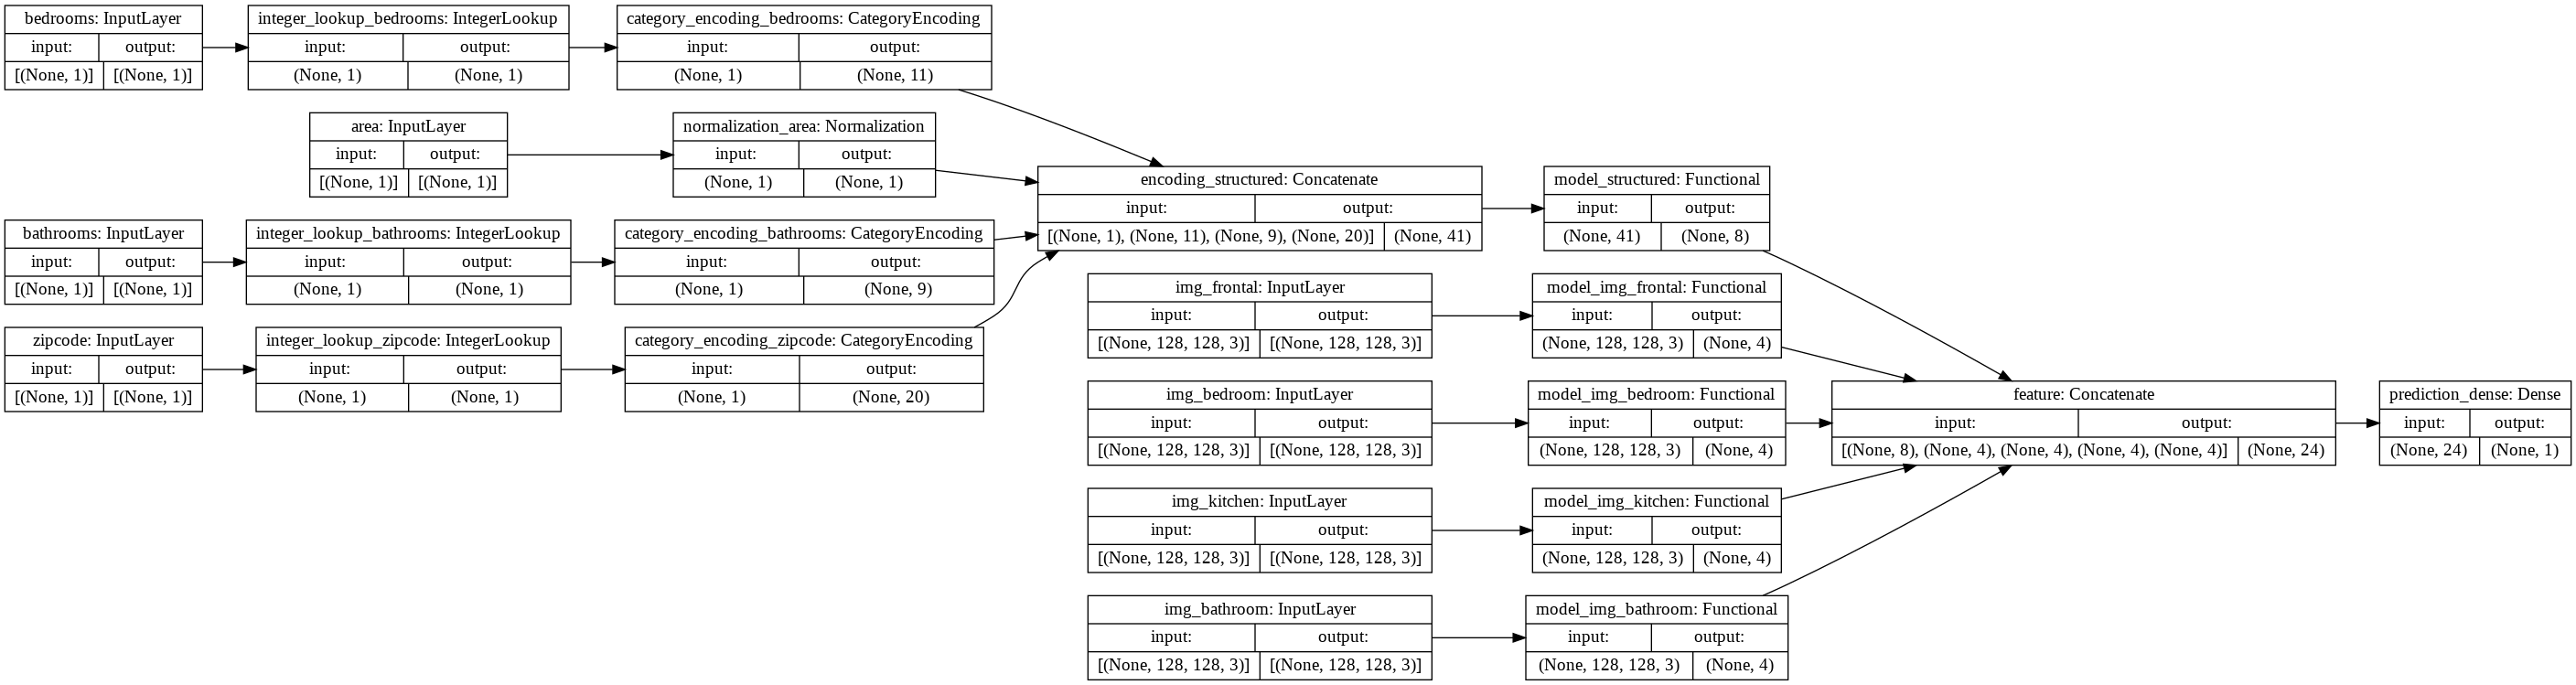 bedrooms: InputLayer
input: output:
[(None, 1)] [(None, 1)]
integer_lookup_bedrooms: IntegerLookup
input: output:
(None, 1) (None, 1)
category_encoding_bedrooms: CategoryEncoding
input: output:
(None, 1) (None, 11)
area: InputLayer
input: output:
[(None, 1)] [(None, 1)]
normalization_area: Normalization
input: output:
(None, 1) (None, 1)
bathrooms: InputLayer
input: output:
[(None, 1)] [(None, 1)]
integer_lookup_bathrooms: IntegerLookup
input: output:
(None, 1) (None, 1)
category_encoding_bathrooms: CategoryEncoding
input: output:
(None, 1) (None, 9)
zipcode: InputLayer
input: output:
[(None, 1)] [(None, 1)]
integer_lookup_zipcode: IntegerLookup
input: output:
(None, 1) (None, 1)
category_encoding_zipcode: CategoryEncoding
input: output:
(None, 1) (None, 20)
encoding_structured: Concatenate
input: output:
[(None, 1), (None, 11), (None, 9), (None, 20)] (None, 41)
model_structured: Functional
input: output:
(None, 41) (None, 8)
img_frontal: InputLayer
input: output:
[(None, 128, 128, 3)] [(None, 128, 128, 3)]
model_img_frontal: Functional
input: output:
(None, 128, 128, 3) (None, 4)
img_bedroom: InputLayer
input: output:
[(None, 128, 128, 3)] [(None, 128, 128, 3)]
model_img_bedroom: Functional
input: output:
(None, 128, 128, 3) (None, 4)
img_kitchen: InputLayer
input: output:
[(None, 128, 128, 3)] [(None, 128, 128, 3)]
model_img_kitchen: Functional
input: output:
(None, 128, 128, 3) (None, 4)
img_bathroom: InputLayer
input: output:
[(None, 128, 128, 3)] [(None, 128, 128, 3)]
model_img_bathroom: Functional
input: output:
(None, 128, 128, 3) (None, 4)
feature: Concatenate
input: output:
[(None, 8), (None, 4), (None, 4), (None, 4), (None, 4)] (None, 24)
prediction_dense: Dense
input: output:
(None, 24) (None, 1)